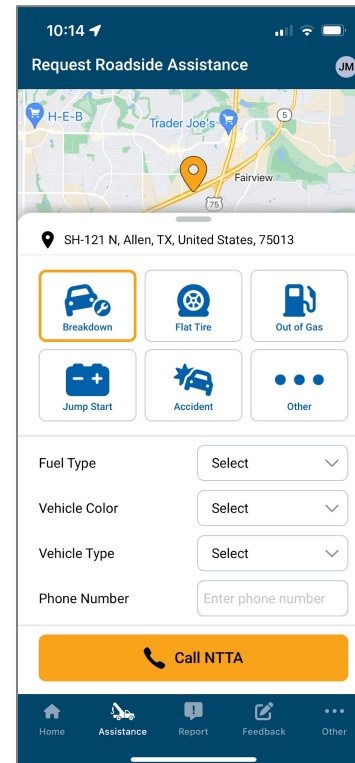 10:14
Request Roadside Assistance
JM
H-E-B
Trader Joe's
5
Fairview
75
SH-121 N, Allen, TX, United States, 75013
Breakdown
Flat Tire
Out of Gas
Jump Start
Accident
Other
Fuel Type
Select
Vehicle Color
Select
Vehicle Type
Select
Phone Number
Enter phone number
Call NTTA
Home
Assistance
Report
Feedback
Other